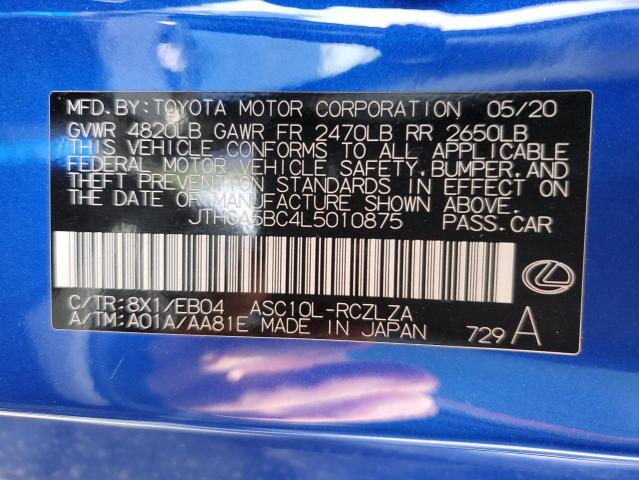 MFD. BY: TOYOTA MOTOR CORPORATION 05/20
GVWR 4820LB GAWR FR 2470LB RR 2650LB
THIS VEHICLE CONFORMS TO ALL APPLICABLE
FEDERAL MOTOR VEHICLE SAFETY, BUMPER, AND
THEFT PREVENTION STANDARDS IN EFFECT ON
THE DATE OF MANUFACTURE SHOWN ABOVE.
JTHGA5BC4L5010875 PASS.CAR
C/TR: 8X1/EB04 ASC10L-RCZLZA
A/TM: A01A/AA81E MADE IN JAPAN 729 A